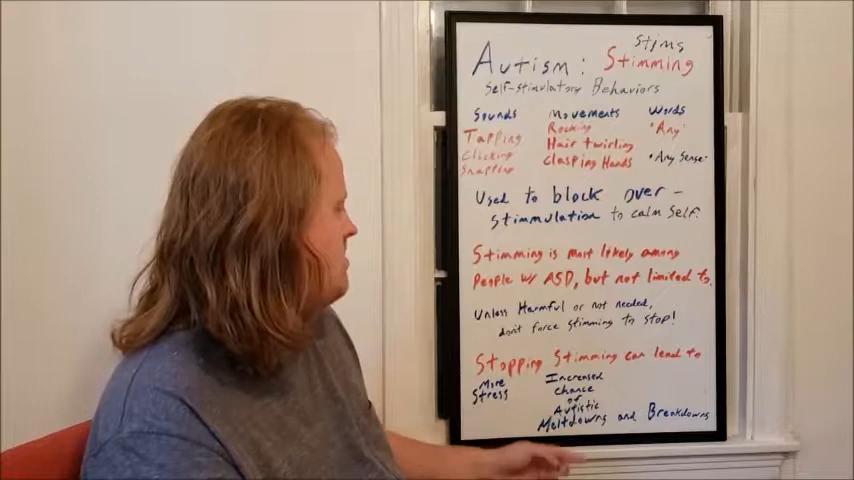 Stims
Autism: Stimming
Self-stimulatory Behaviors
Sounds Movements Words
Tapping Rocking "Any"
Clicking Hair twirling
Snapping Clasping Hands • Any Sense
Used to block over-
stimmulation to calm Self.
Stimming is most likely among
People w/ ASD, but not limited to.
Unless Harmful or not needed,
don't force stimming to stop!
Stopping Stimming can lead to
More Increased
Stress chance
of
Autistic
Meltdowns and Breakdowns